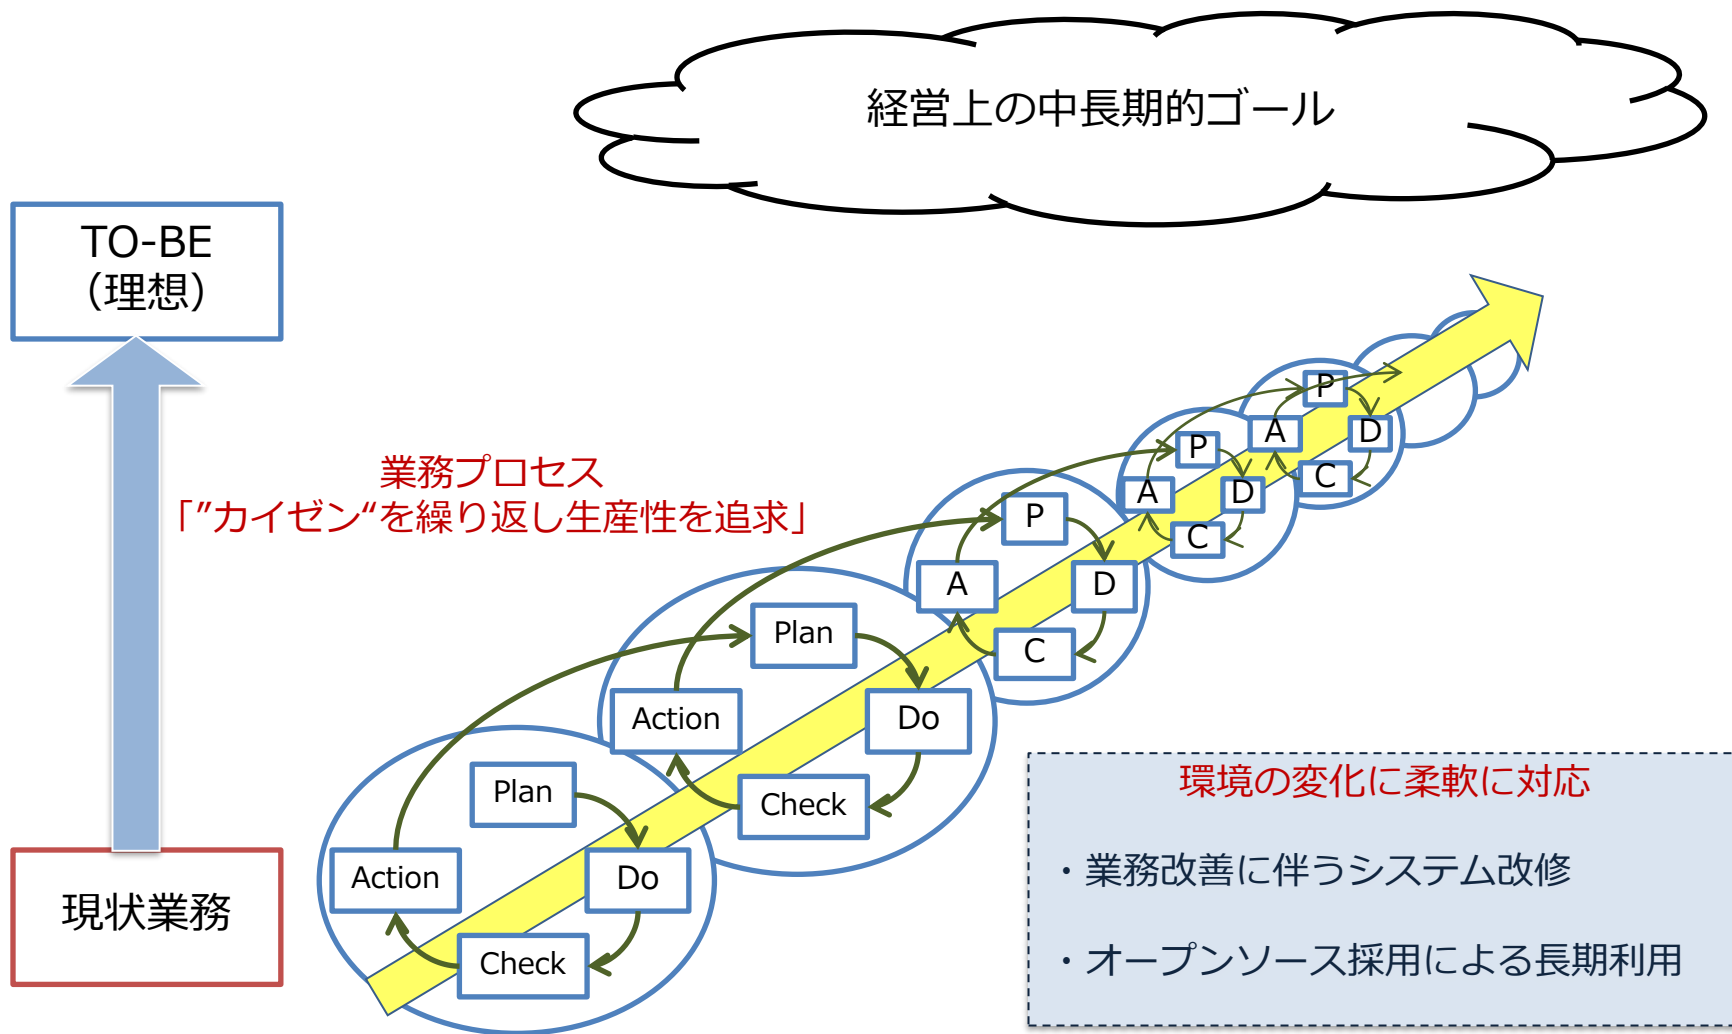 経営上の中長期的ゴール
TO-BE
（理想）
業務プロセス
「”カイゼン“を繰り返し生産性を追求」
現状業務
Plan
Do
Check
Action
Plan
Do
Check
Action
P
D
C
A
P
D
C
A
P
D
C
A
環境の変化に柔軟に対応
・業務改善に伴うシステム改修
・オープンソース採用による長期利用